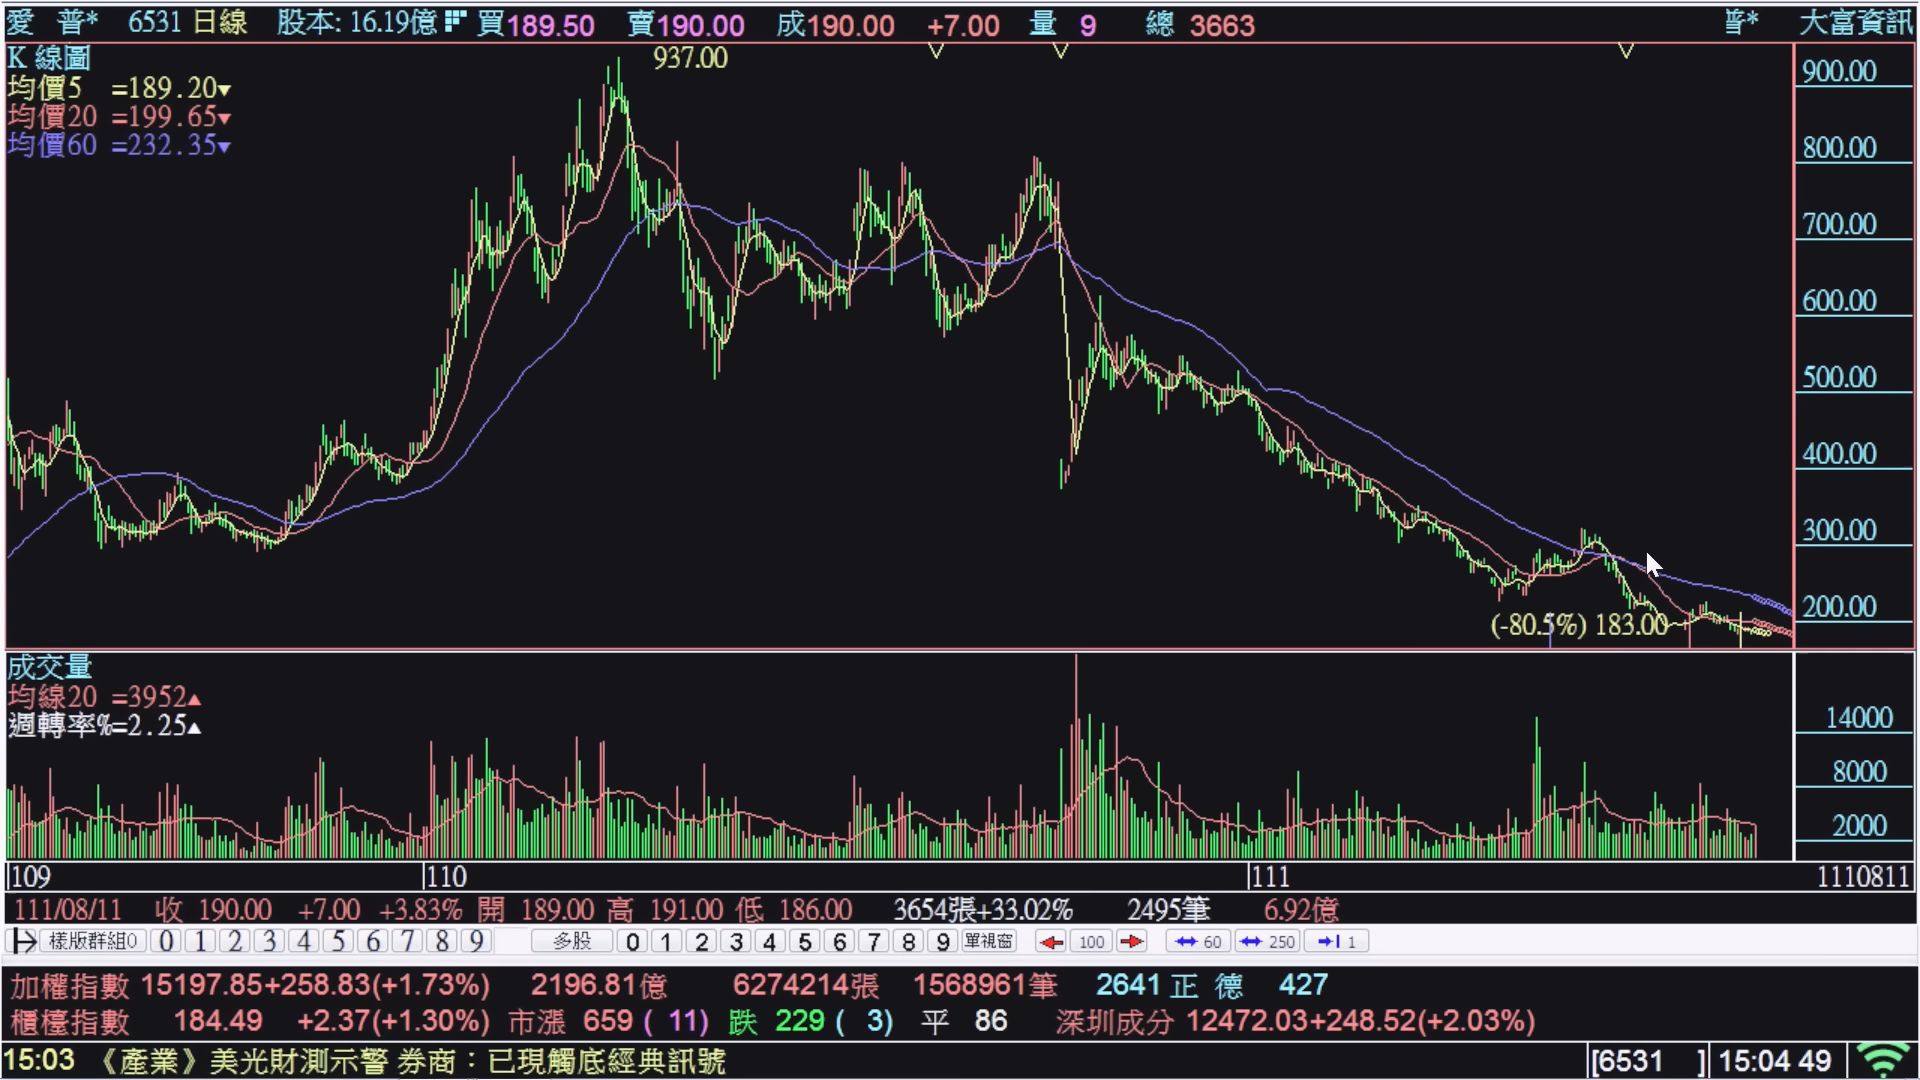 愛 普* 6531 日線 股本: 16.19億 買189.50 賣190.00 成190.00 +7.00 量 9 總 3663 普* 大富資訊
K 線圖 937.00
均價5 =189.20▼
均價20 =199.65▼
均價60 =232.35▼
900.00
800.00
700.00
600.00
500.00
400.00
300.00
200.00
(-80.5%) 183.00
成交量
均線20 =3952▲
週轉率%=2.25▲
14000
8000
2000
109 110 111 1110811
111/08/11 收 190.00 +7.00 +3.83% 開 189.00 高 191.00 低 186.00 3654張+33.02% 2495筆 6.92億
樣版群組0 0 1 2 3 4 5 6 7 8 9 多股 0 1 2 3 4 5 6 7 8 9 單視窗 100 60 250 1
加權指數 15197.85+258.83(+1.73%) 2196.81億 6274214張 1568961筆 2641 正 德 427
櫃檯指數 184.49 +2.37(+1.30%) 市漲 659 ( 11) 跌 229 ( 3) 平 86 深圳成分 12472.03+248.52(+2.03%)
15:03 《產業》美光財測示警 券商：已現觸底經典訊號 [6531 ] 15:04 49